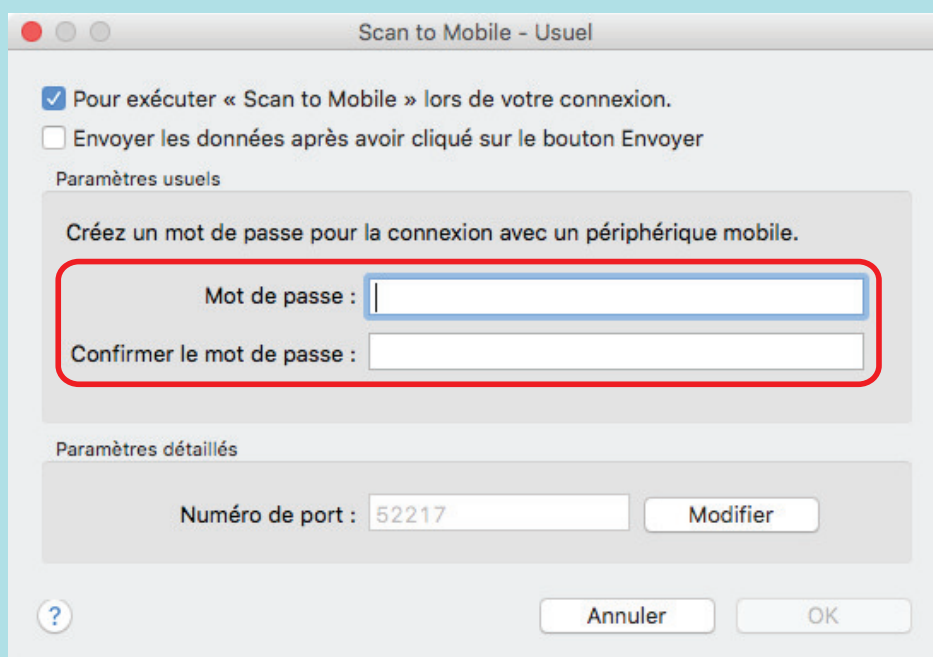 Scan to Mobile - Usuel
Pour exécuter « Scan to Mobile » lors de votre connexion.
Envoyer les données après avoir cliqué sur le bouton Envoyer
Paramètres usuels
Créez un mot de passe pour la connexion avec un périphérique mobile.
Mot de passe :
Confirmer le mot de passe :
Paramètres détaillés
Numéro de port : 52217 Modifier
? Annuler OK